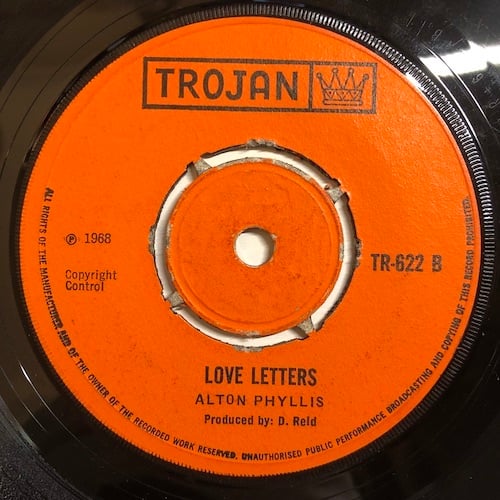 TROJAN
℗ 1968
Copyright
Control
TR-622 B
LOVE LETTERS
ALTON PHYLLIS
Produced by: D. Reid
ALL RIGHTS OF THE MANUFACTURER AND OF THE OWNER OF THE RECORDED WORK RESERVED. UNAUTHORISED PUBLIC PERFORMANCE BROADCASTING AND COPYING OF THIS RECORD PROHIBITED.